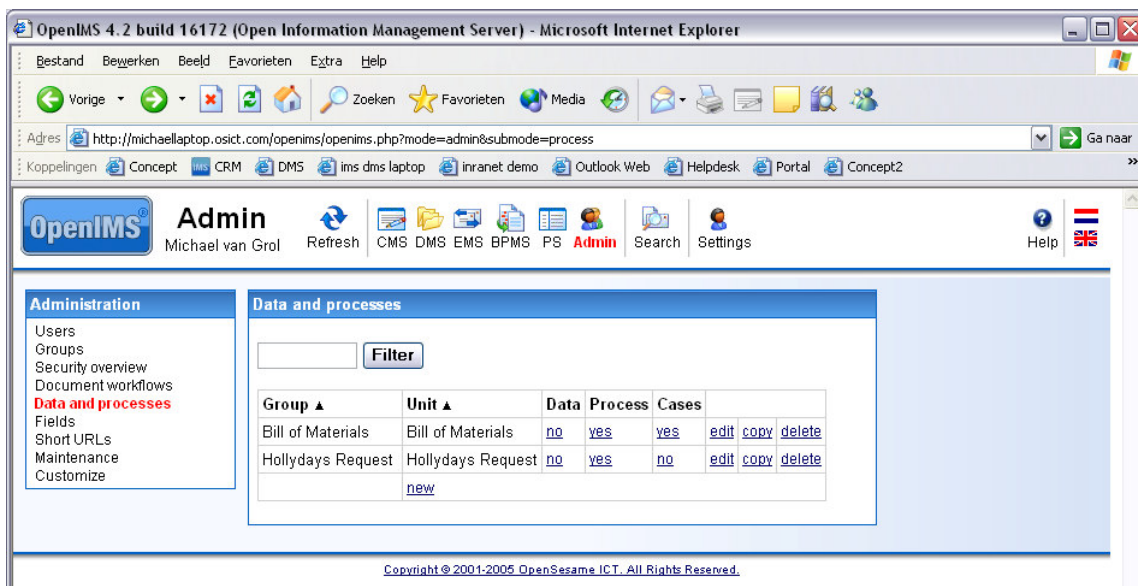 OpenIMS 4.2 build 16172 (Open Information Management Server) - Microsoft Internet Explorer
Bestand Bewerken Beeld Favorieten Extra Help
Vorige Zoeken Favorieten Media
Adres http://michaellaptop.osict.com/openims/openims.php?mode=admin&submode=process Ga naar
Koppelingen Concept IMS CRM DMS ims dms laptop inranet demo Outlook Web Helpdesk Portal Concept2 »
OpenIMS® Admin
Michael van Grol Refresh CMS DMS EMS BPMS PS Admin Search Settings Help
Administration
Users
Groups
Security overview
Document workflows
Data and processes
Fields
Short URLs
Maintenance
Customize
Data and processes
Filter
Group ▲ Unit ▲ Data Process Cases
Bill of Materials Bill of Materials no yes yes edit copy delete
Hollydays Request Hollydays Request no yes no edit copy delete
new
Copyright © 2001-2005 OpenSesame ICT. All Rights Reserved.